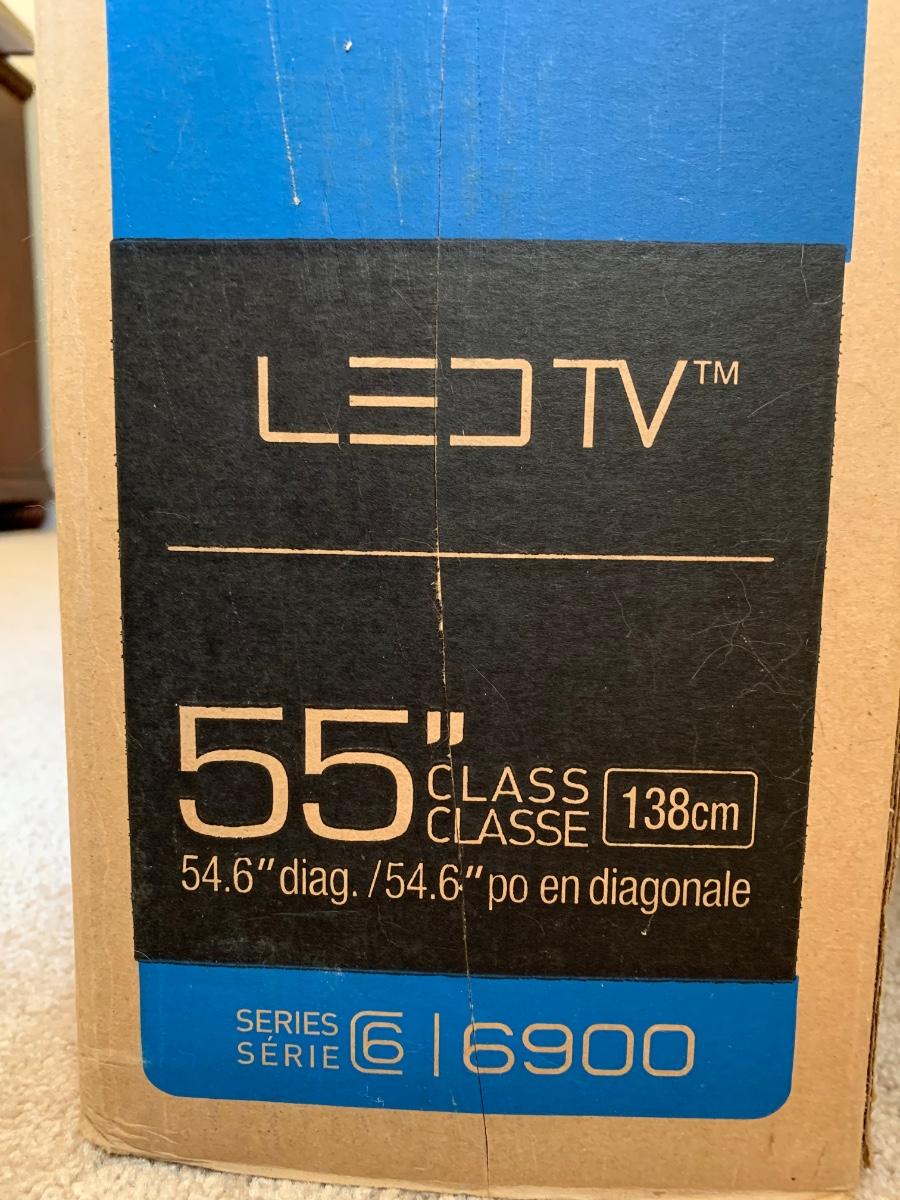 LED TV™
55" CLASS
CLASSE 138cm
54.6" diag. / 54.6" po en diagonale
SERIES
SÉRIE 6 | 6900